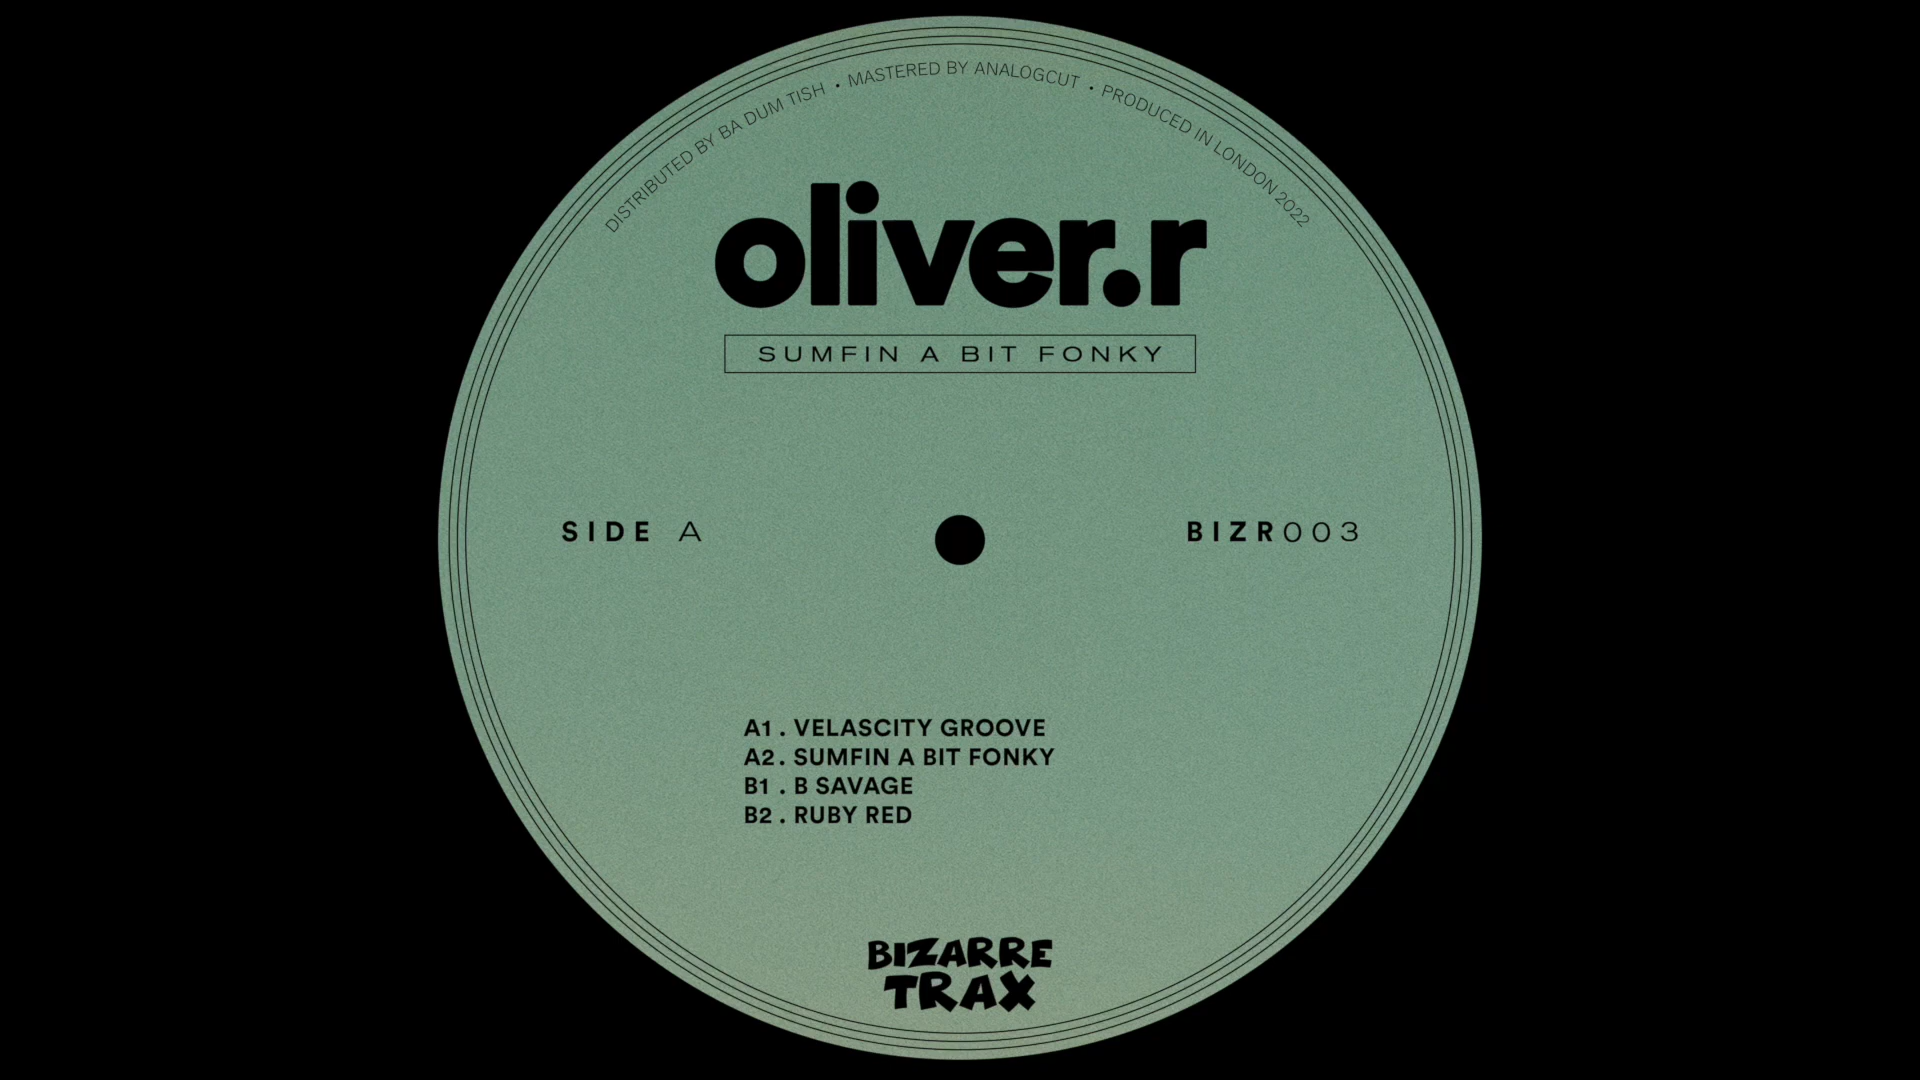 DISTRIBUTED BY BA DUM TISH • MASTERED BY ANALOGCUT • PRODUCED IN LONDON 2022
oliver.r
SUMFIN A BIT FONKY
SIDE A
BIZR003
A1. VELASCITY GROOVE
A2. SUMFIN A BIT FONKY
B1. B SAVAGE
B2. RUBY RED
BIZARRE
TRAX